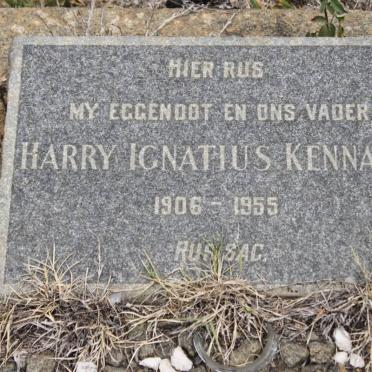 HIER RUS
MY EGGENOOT EN ONS VADER
HARRY IGNATIUS KENNA
1906 - 1955
RUS SAG.